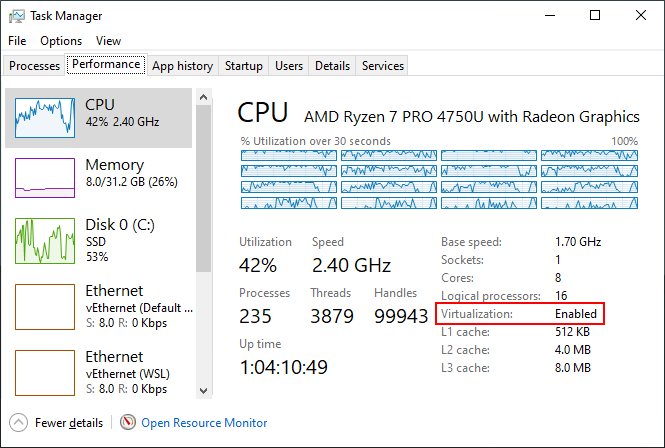 Task Manager
File Options View
Processes Performance App history Startup Users Details Services
CPU
42% 2.40 GHz
Memory
8.0/31.2 GB (26%)
Disk 0 (C:)
SSD
53%
Ethernet
vEthernet (Default ...
S: 8.0 R: 0 Kbps
Ethernet
vEthernet (WSL)
S: 8.0 R: 0 Kbps
CPU AMD Ryzen 7 PRO 4750U with Radeon Graphics
% Utilization over 30 seconds 100%
Utilization Speed
42% 2.40 GHz
Processes Threads Handles
235 3879 99943
Up time
1:04:10:49
Base speed: 1.70 GHz
Sockets: 1
Cores: 8
Logical processors: 16
Virtualization: Enabled
L1 cache: 512 KB
L2 cache: 4.0 MB
L3 cache: 8.0 MB
Fewer details Open Resource Monitor